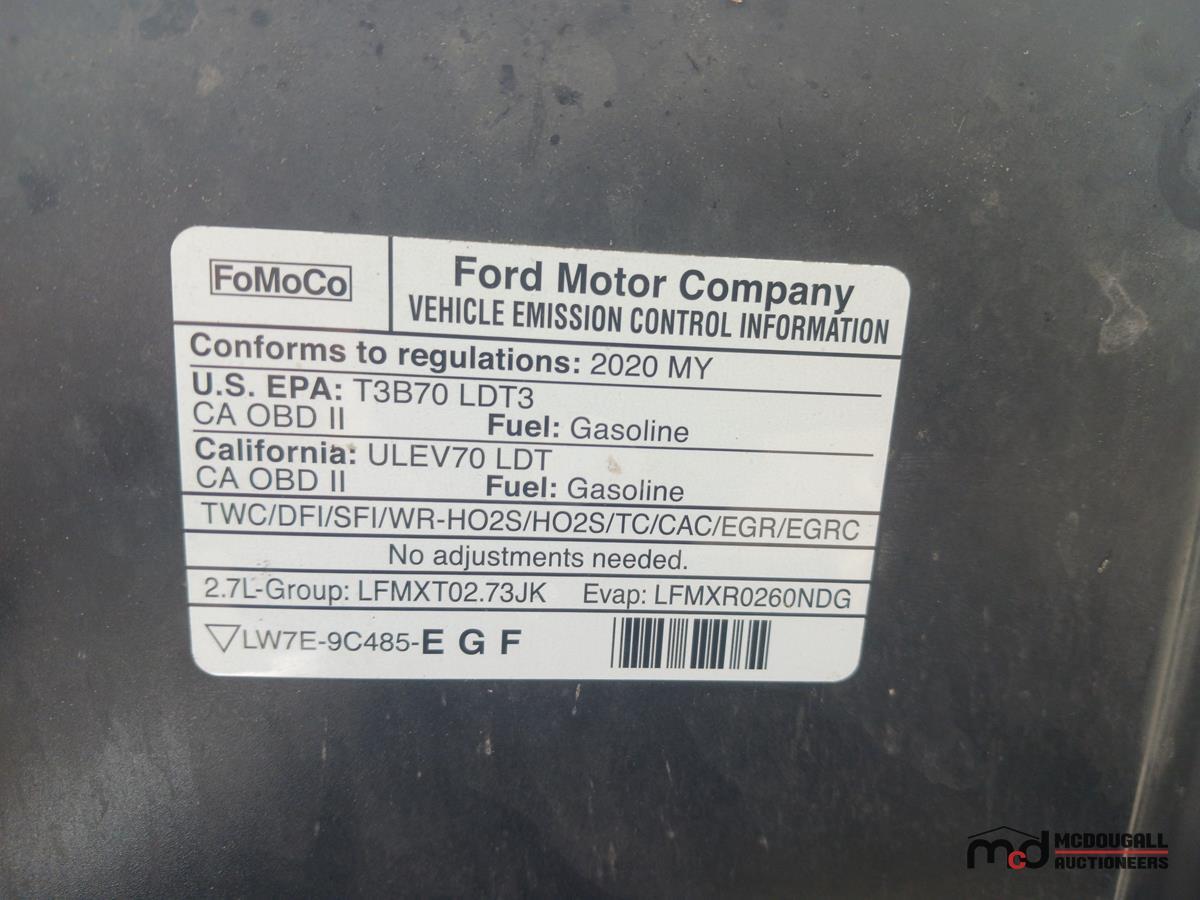 FoMoCo
Ford Motor Company
VEHICLE EMISSION CONTROL INFORMATION
Conforms to regulations: 2020 MY
U.S. EPA: T3B70 LDT3
CA OBD II Fuel: Gasoline
California: ULEV70 LDT
CA OBD II Fuel: Gasoline
TWC/DFI/SFI/WR-HO2S/HO2S/TC/CAC/EGR/EGRC
No adjustments needed.
2.7L-Group: LFMXT02.73JK Evap: LFMXR0260NDG
LW7E-9C485-E G F
mcd MCDOUGALL
AUCTIONEERS